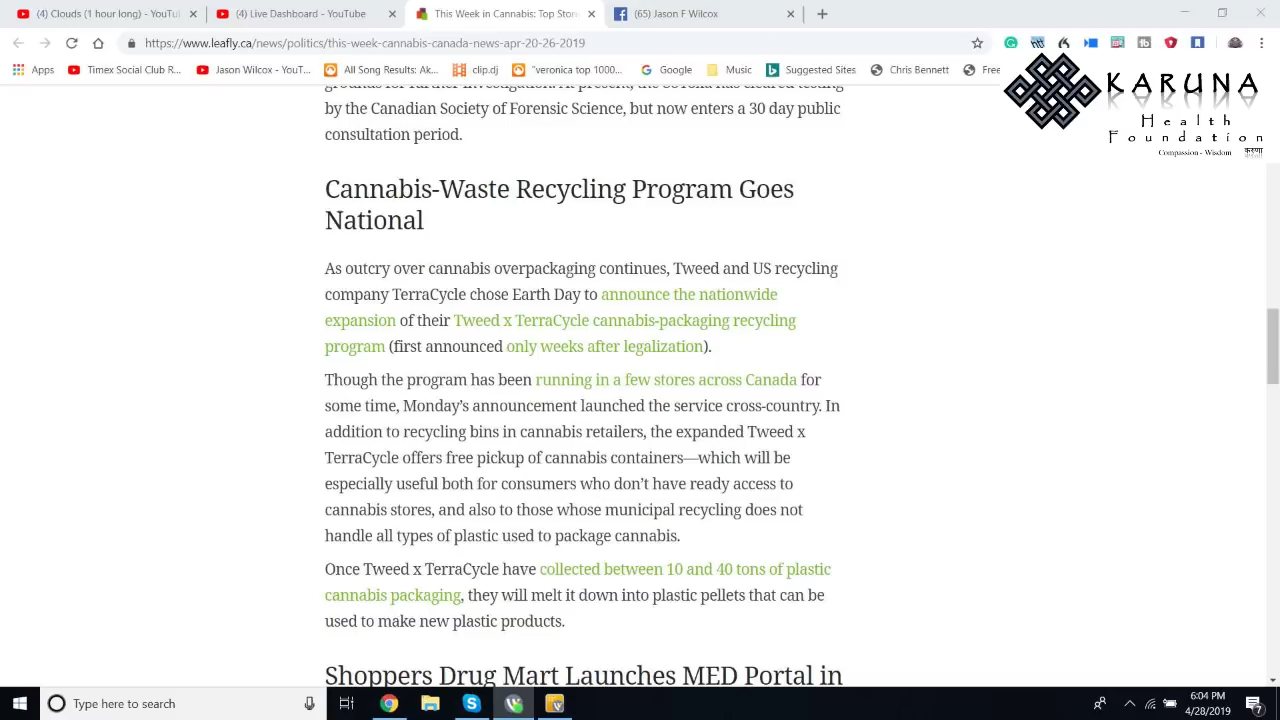 (4) Clouds (1 hour long) - YouTu
(4) Live Dashboard - YouTube
This Week in Cannabis: Top Stor
(65) Jason F Wilcox
https://www.leafly.ca/news/politics/this-week-cannabis-canada-news-apr-20-26-2019
Apps
Timex Social Club R...
Jason Wilcox - YouT...
All Song Results: Ak...
clip.dj
"veronica top 1000...
Google
Music
Suggested Sites
Chris Bennett
Free
KARUNA
Health
Foundation
Compassion - Wisdom करुणा
by the Canadian Society of Forensic Science, but now enters a 30 day public
consultation period.
Cannabis-Waste Recycling Program Goes
National
As outcry over cannabis overpackaging continues, Tweed and US recycling
company TerraCycle chose Earth Day to announce the nationwide
expansion of their Tweed x TerraCycle cannabis-packaging recycling
program (first announced only weeks after legalization).
Though the program has been running in a few stores across Canada for
some time, Monday’s announcement launched the service cross-country. In
addition to recycling bins in cannabis retailers, the expanded Tweed x
TerraCycle offers free pickup of cannabis containers—which will be
especially useful both for consumers who don’t have ready access to
cannabis stores, and also to those whose municipal recycling does not
handle all types of plastic used to package cannabis.
Once Tweed x TerraCycle have collected between 10 and 40 tons of plastic
cannabis packaging, they will melt it down into plastic pellets that can be
used to make new plastic products.
Shoppers Drug Mart Launches MED Portal in
Type here to search
6:04 PM
4/28/2019
7